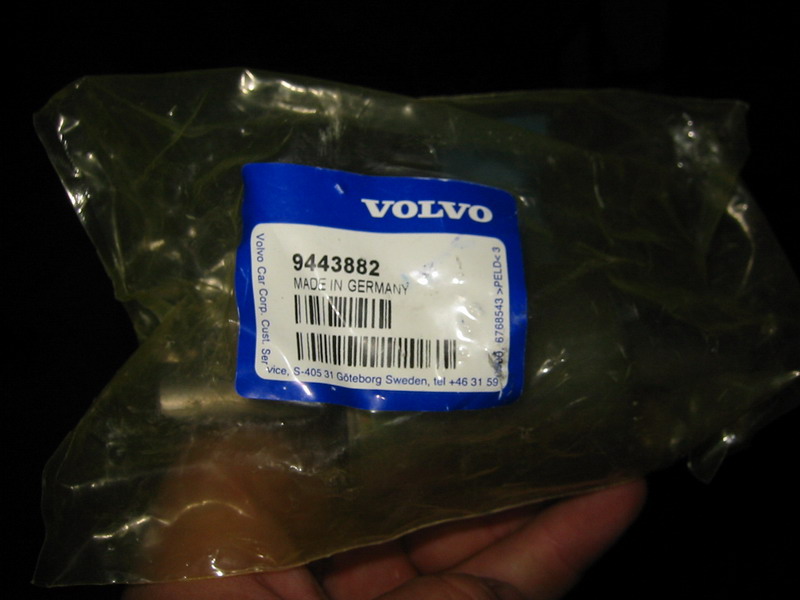 VOLVO
9443882
MADE IN GERMANY
Volvo Car Corp. Cust. Ser
vice, S-405 31 Göteborg Sweden, tel +46 31 59
6768543 >PELD< 3